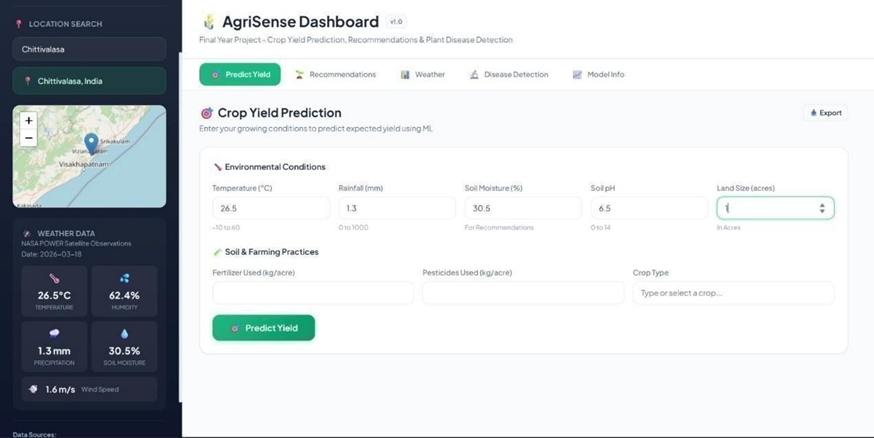 LOCATION SEARCH
Chittivalasa
Chittivalasa, India
+
−
Srikakulam
Vizianagaram
Visakhapatnam
Kakinada
WEATHER DATA
NASA POWER Satellite Observations
Date: 2026-03-18
26.5°C
TEMPERATURE
62.4%
HUMIDITY
1.3 mm
PRECIPITATION
30.5%
SOIL MOISTURE
1.6 m/s Wind Speed
Data Sources:
AgriSense Dashboard v1.0
Final Year Project - Crop Yield Prediction, Recommendations & Plant Disease Detection
Predict Yield Recommendations Weather Disease Detection Model Info
Crop Yield Prediction
Export
Enter your growing conditions to predict expected yield using ML
Environmental Conditions
Temperature (°C) Rainfall (mm) Soil Moisture (%) Soil pH Land Size (acres)
26.5 1.3 30.5 6.5 1
-10 to 60 0 to 1000 For Recommendations 0 to 14 In Acres
Soil & Farming Practices
Fertilizer Used (kg/acre) Pesticides Used (kg/acre) Crop Type
Type or select a crop...
Predict Yield